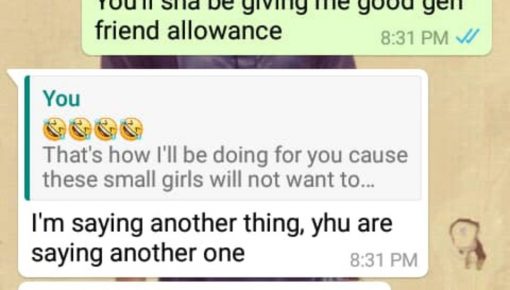 You'll sha be giving me good gen
friend allowance
8:31 PM
You
🤣🤣🤣🤣
That's how I'll be doing for you cause
these small girls will not want to...
I'm saying another thing, yhu are
saying another one
8:31 PM